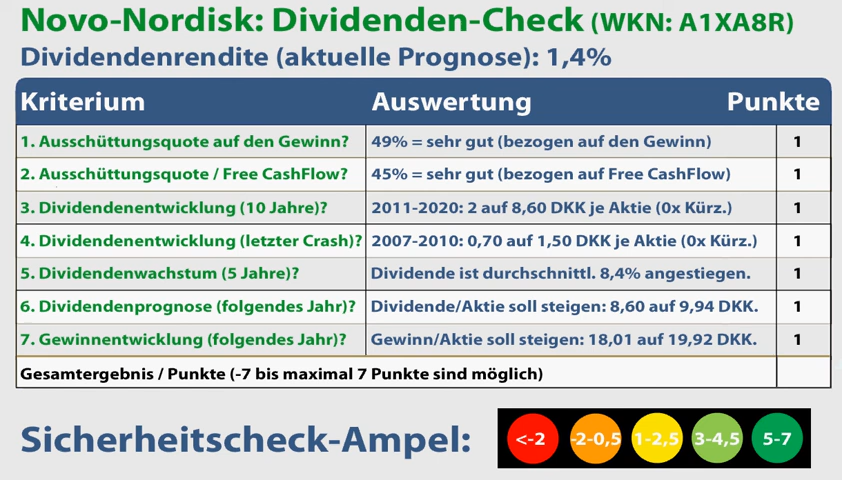 Novo-Nordisk: Dividenden-Check (WKN: A1XA8R)
Dividendenrendite (aktuelle Prognose): 1,4%
Kriterium Auswertung Punkte
1. Ausschüttungsquote auf den Gewinn? 49% = sehr gut (bezogen auf den Gewinn) 1
2. Ausschüttungsquote / Free CashFlow? 45% = sehr gut (bezogen auf Free CashFlow) 1
3. Dividendenentwicklung (10 Jahre)? 2011-2020: 2 auf 8,60 DKK je Aktie (0x Kürz.) 1
4. Dividendenentwicklung (letzter Crash)? 2007-2010: 0,70 auf 1,50 DKK je Aktie (0x Kürz.) 1
5. Dividendenwachstum (5 Jahre)? Dividende ist durchschnittl. 8,4% angestiegen. 1
6. Dividendenprognose (folgendes Jahr)? Dividende/Aktie soll steigen: 8,60 auf 9,94 DKK. 1
7. Gewinnentwicklung (folgendes Jahr)? Gewinn/Aktie soll steigen: 18,01 auf 19,92 DKK. 1
Gesamtergebnis / Punkte (-7 bis maximal 7 Punkte sind möglich)
Sicherheitscheck-Ampel: <-2 -2-0,5 1-2,5 3-4,5 5-7